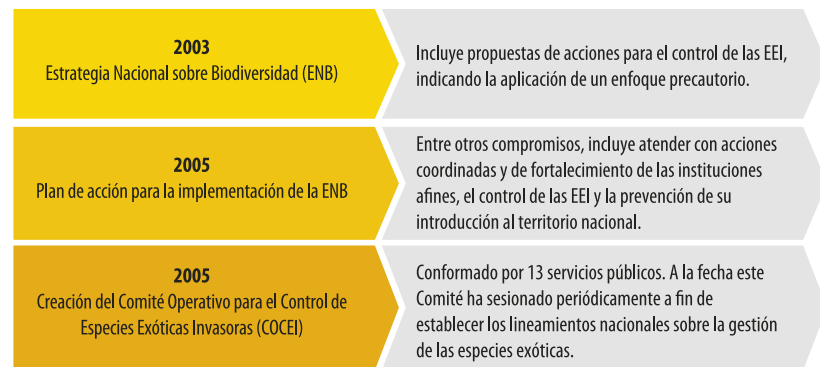 2003
Estrategia Nacional sobre Biodiversidad (ENB)
Incluye propuestas de acciones para el control de las EEI,
indicando la aplicación de un enfoque precautorio.
2005
Plan de acción para la implementación de la ENB
Entre otros compromisos, incluye atender con acciones
coordinadas y de fortalecimiento de las instituciones
afines, el control de las EEI y la prevención de su
introducción al territorio nacional.
2005
Creación del Comité Operativo para el Control de
Especies Exóticas Invasoras (COCEI)
Conformado por 13 servicios públicos. A la fecha este
Comité ha sesionado periódicamente a fin de
establecer los lineamientos nacionales sobre la gestión
de las especies exóticas.